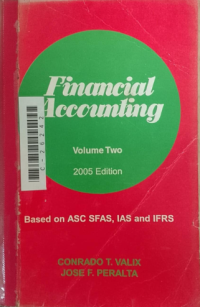 Financial
Accounting
Volume Two
2005 Edition
Based on ASC SFAS, IAS and IFRS
CONRADO T. VALIX
JOSE F. PERALTA